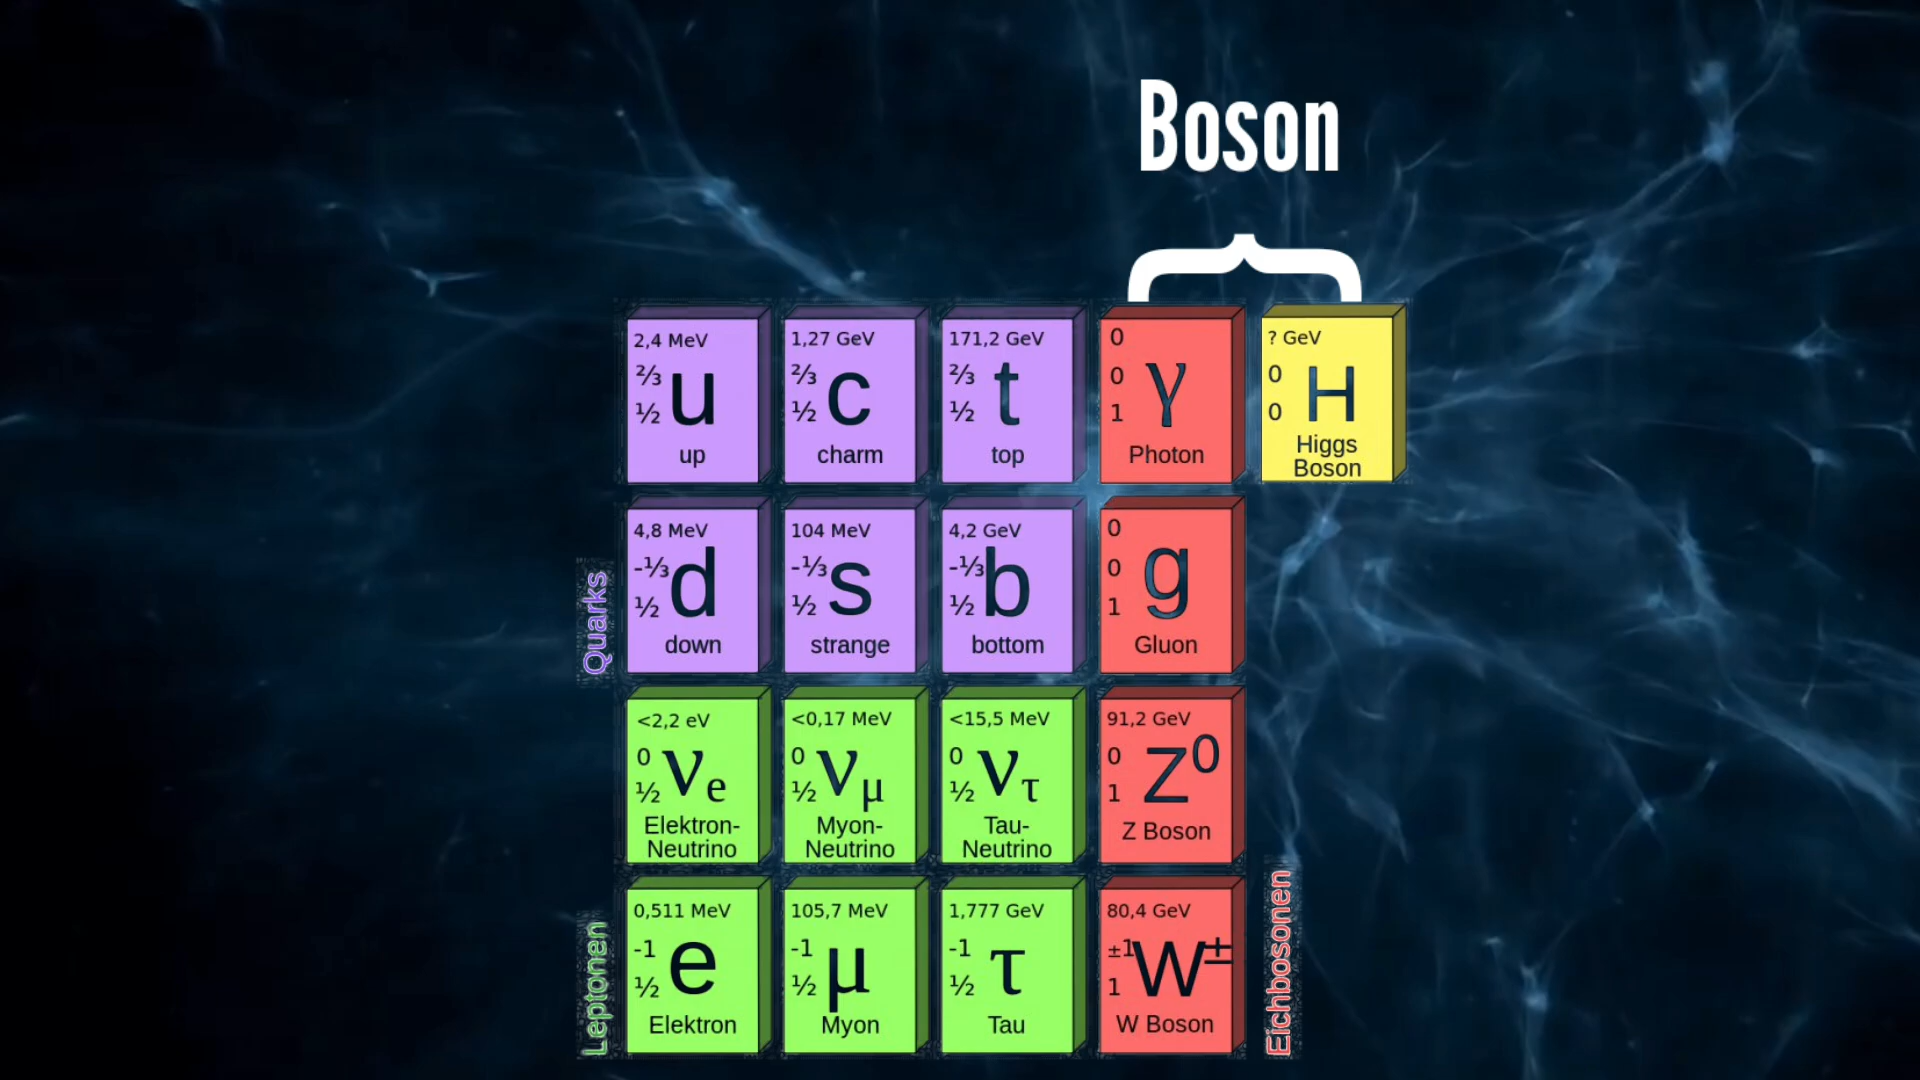 Boson
2,4 MeV
⅔
½
u
up
1,27 GeV
⅔
½
c
charm
171,2 GeV
⅔
½
t
top
0
0
1
γ
Photon
? GeV
0
0
H
Higgs
Boson
Quarks
4,8 MeV
-⅓
½
d
down
104 MeV
-⅓
½
s
strange
4,2 GeV
-⅓
½
b
bottom
0
0
1
g
Gluon
<2,2 eV
0
½
νe
Elektron-
Neutrino
<0,17 MeV
0
½
νμ
Myon-
Neutrino
<15,5 MeV
0
½
ντ
Tau-
Neutrino
91,2 GeV
0
1
Z⁰
Z Boson
Leptonen
0,511 MeV
-1
½
e
Elektron
105,7 MeV
-1
½
μ
Myon
1,777 GeV
-1
½
τ
Tau
80,4 GeV
±1
1
W±
W Boson
Eichbosonen